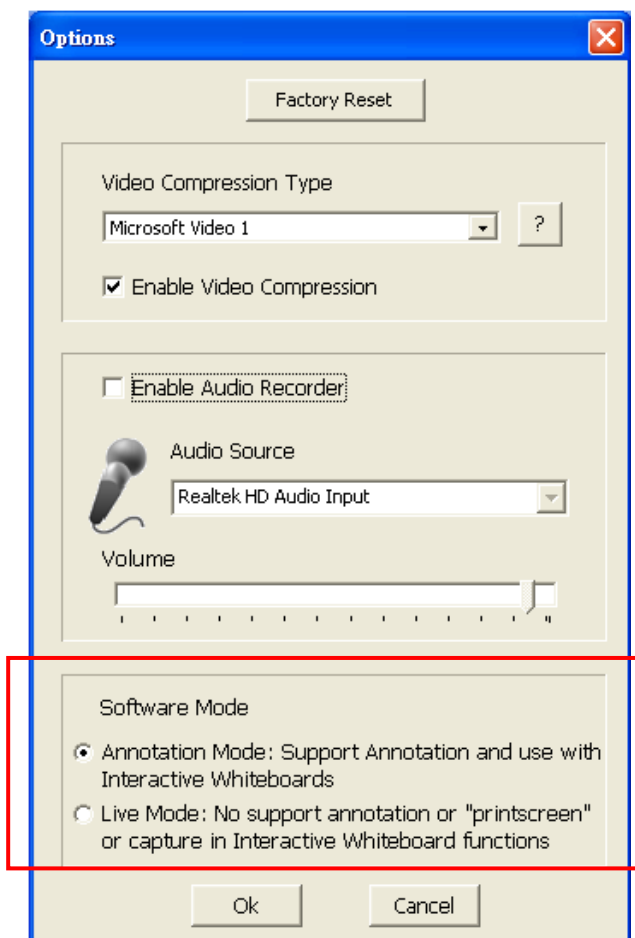 Options
Factory Reset
Video Compression Type
Microsoft Video 1
?
Enable Video Compression
Enable Audio Recorder
Audio Source
Realtek HD Audio Input
Volume
Software Mode
Annotation Mode: Support Annotation and use with
Interactive Whiteboards
Live Mode: No support annotation or "printscreen"
or capture in Interactive Whiteboard functions
Ok
Cancel